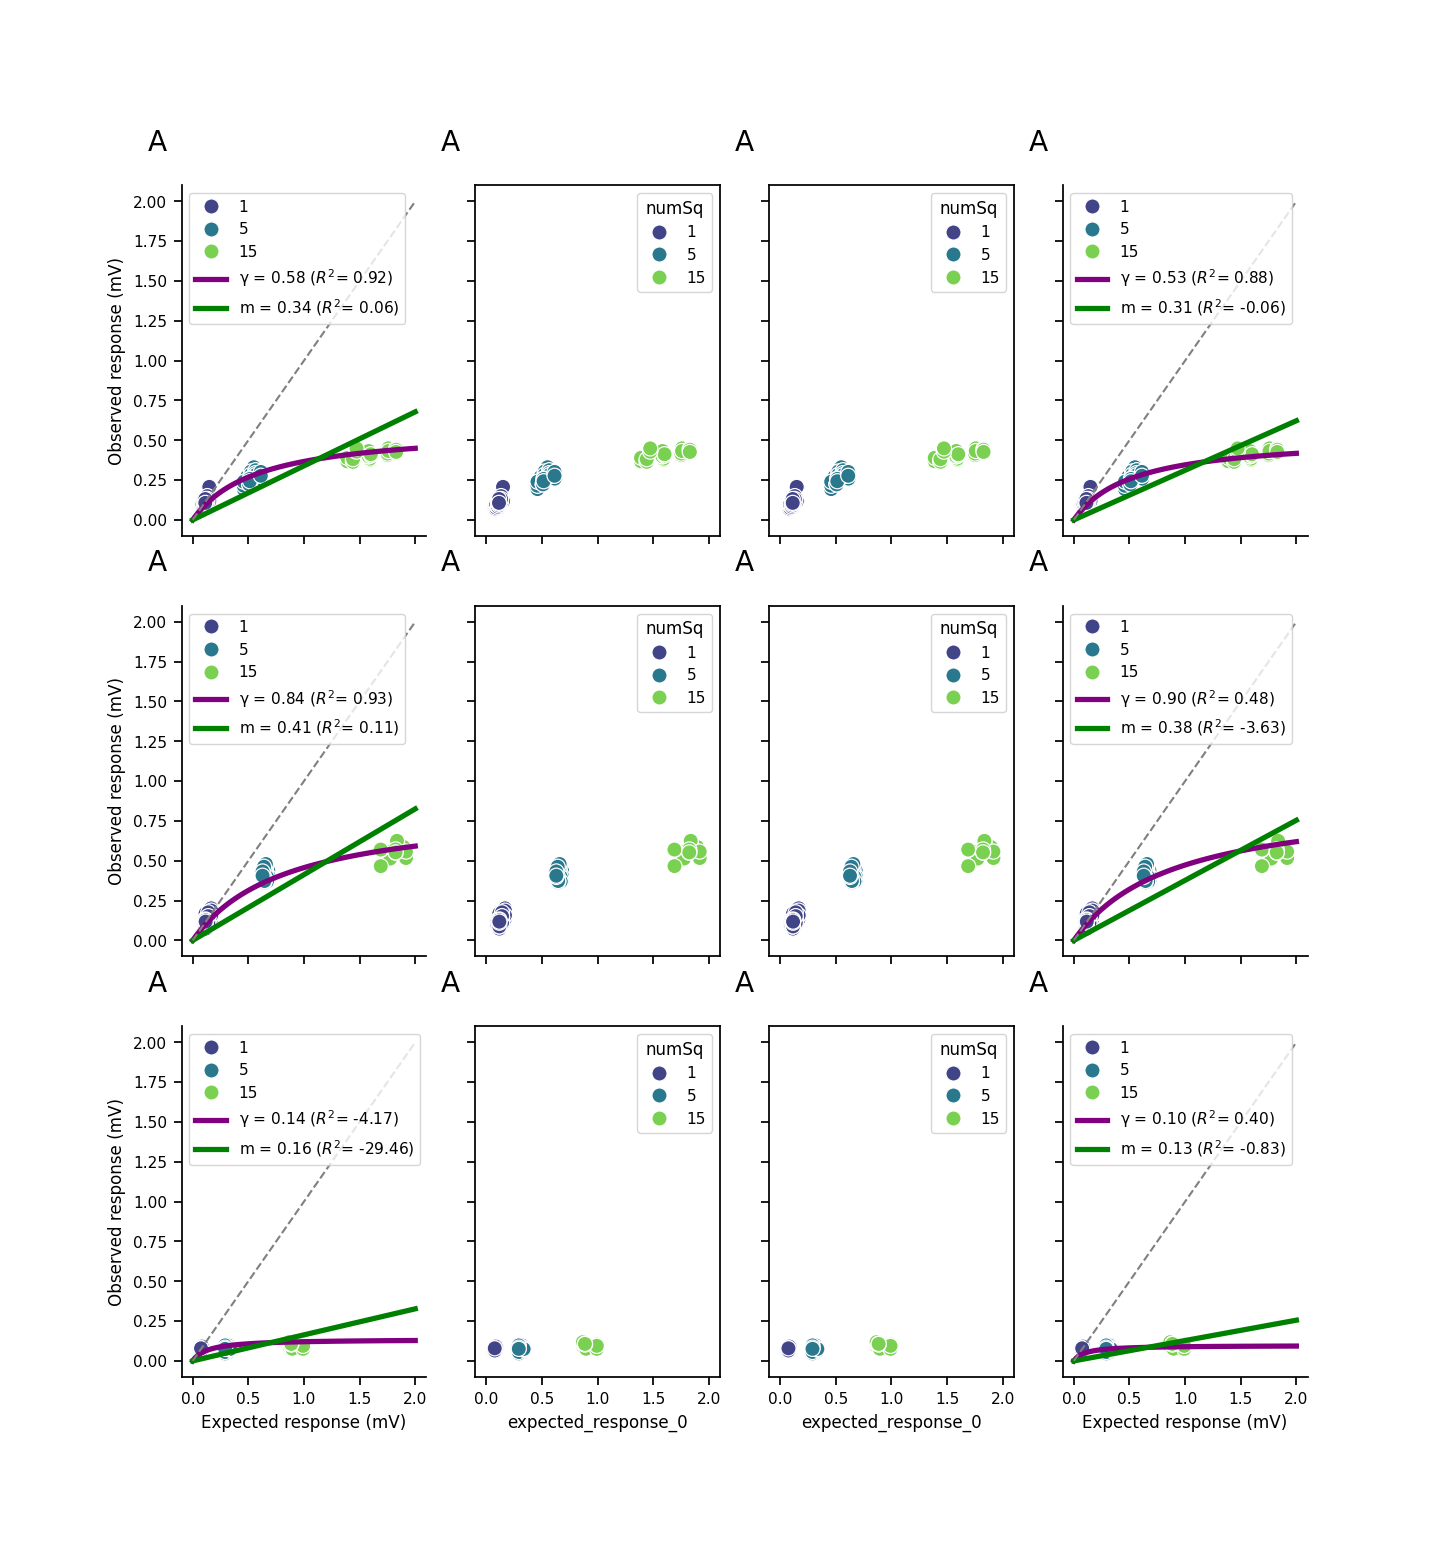 A A A A
Observed response (mV)
2.00
1.75
1.50
1.25
1.00
0.75
0.50
0.25
0.00
1
5
15
γ = 0.58 (R²= 0.92)
m = 0.34 (R²= 0.06)
numSq
1
5
15
numSq
1
5
15
1
5
15
γ = 0.53 (R²= 0.88)
m = 0.31 (R²= -0.06)
A A A A
Observed response (mV)
2.00
1.75
1.50
1.25
1.00
0.75
0.50
0.25
0.00
1
5
15
γ = 0.84 (R²= 0.93)
m = 0.41 (R²= 0.11)
numSq
1
5
15
numSq
1
5
15
1
5
15
γ = 0.90 (R²= 0.48)
m = 0.38 (R²= -3.63)
A A A A
Observed response (mV)
2.00
1.75
1.50
1.25
1.00
0.75
0.50
0.25
0.00
1
5
15
γ = 0.14 (R²= -4.17)
m = 0.16 (R²= -29.46)
numSq
1
5
15
numSq
1
5
15
1
5
15
γ = 0.10 (R²= 0.40)
m = 0.13 (R²= -0.83)
0.0 0.5 1.0 1.5 2.0
Expected response (mV)
0.0 0.5 1.0 1.5 2.0
expected_response_0
0.0 0.5 1.0 1.5 2.0
expected_response_0
0.0 0.5 1.0 1.5 2.0
Expected response (mV)